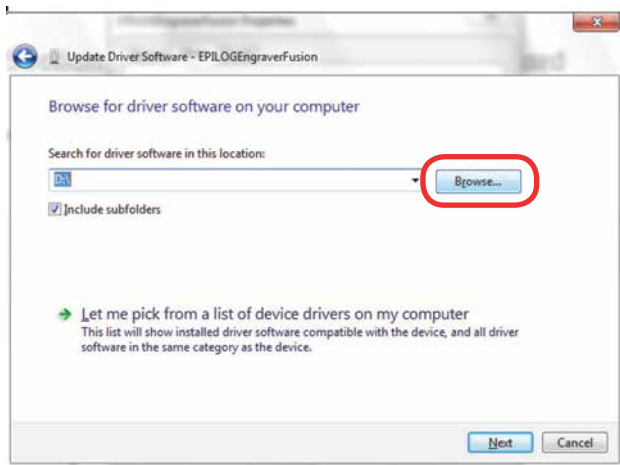 EPILOGEngraverFusion Properties
Update Driver Software - EPILOGEngraverFusion
Browse for driver software on your computer
Search for driver software in this location:
D:\
Browse...
Include subfolders
Let me pick from a list of device drivers on my computer
This list will show installed driver software compatible with the device, and all driver
software in the same category as the device.
Next
Cancel